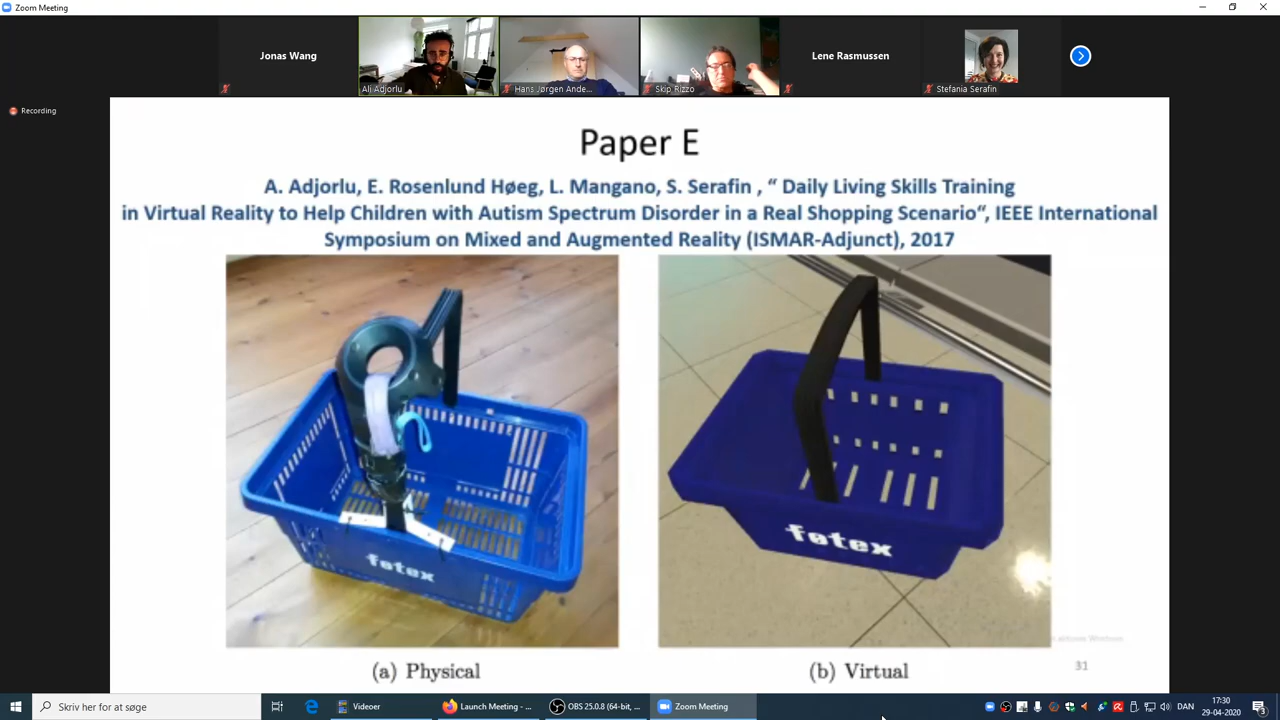 Zoom Meeting
Jonas Wang
Ali Adjorlu
Hans Jørgen Ande...
Skip Rizzo
Lene Rasmussen
Stefania Serafin
Recording
Paper E
A. Adjorlu, E. Rosenlund Høeg, L. Mangano, S. Serafin , “ Daily Living Skills Training
in Virtual Reality to Help Children with Autism Spectrum Disorder in a Real Shopping Scenario“, IEEE International
Symposium on Mixed and Augmented Reality (ISMAR-Adjunct), 2017
føtex
føtex
31
(a) Physical
(b) Virtual
Skriv her for at søge
Videoer
Launch Meeting - ...
OBS 25.0.8 (64-bit, ...
Zoom Meeting
DAN
17:30
29-04-2020